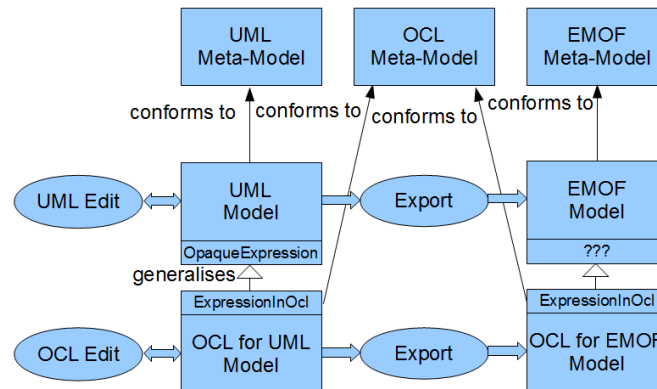 UML
Meta-Model
OCL
Meta-Model
EMOF
Meta-Model
conforms to
conforms to
conforms to
conforms to
UML Edit
UML
Model
Export
EMOF
Model
OpaqueExpression
???
generalises
ExpressionInOcl
ExpressionInOcl
OCL Edit
OCL for UML
Model
Export
OCL for EMOF
Model